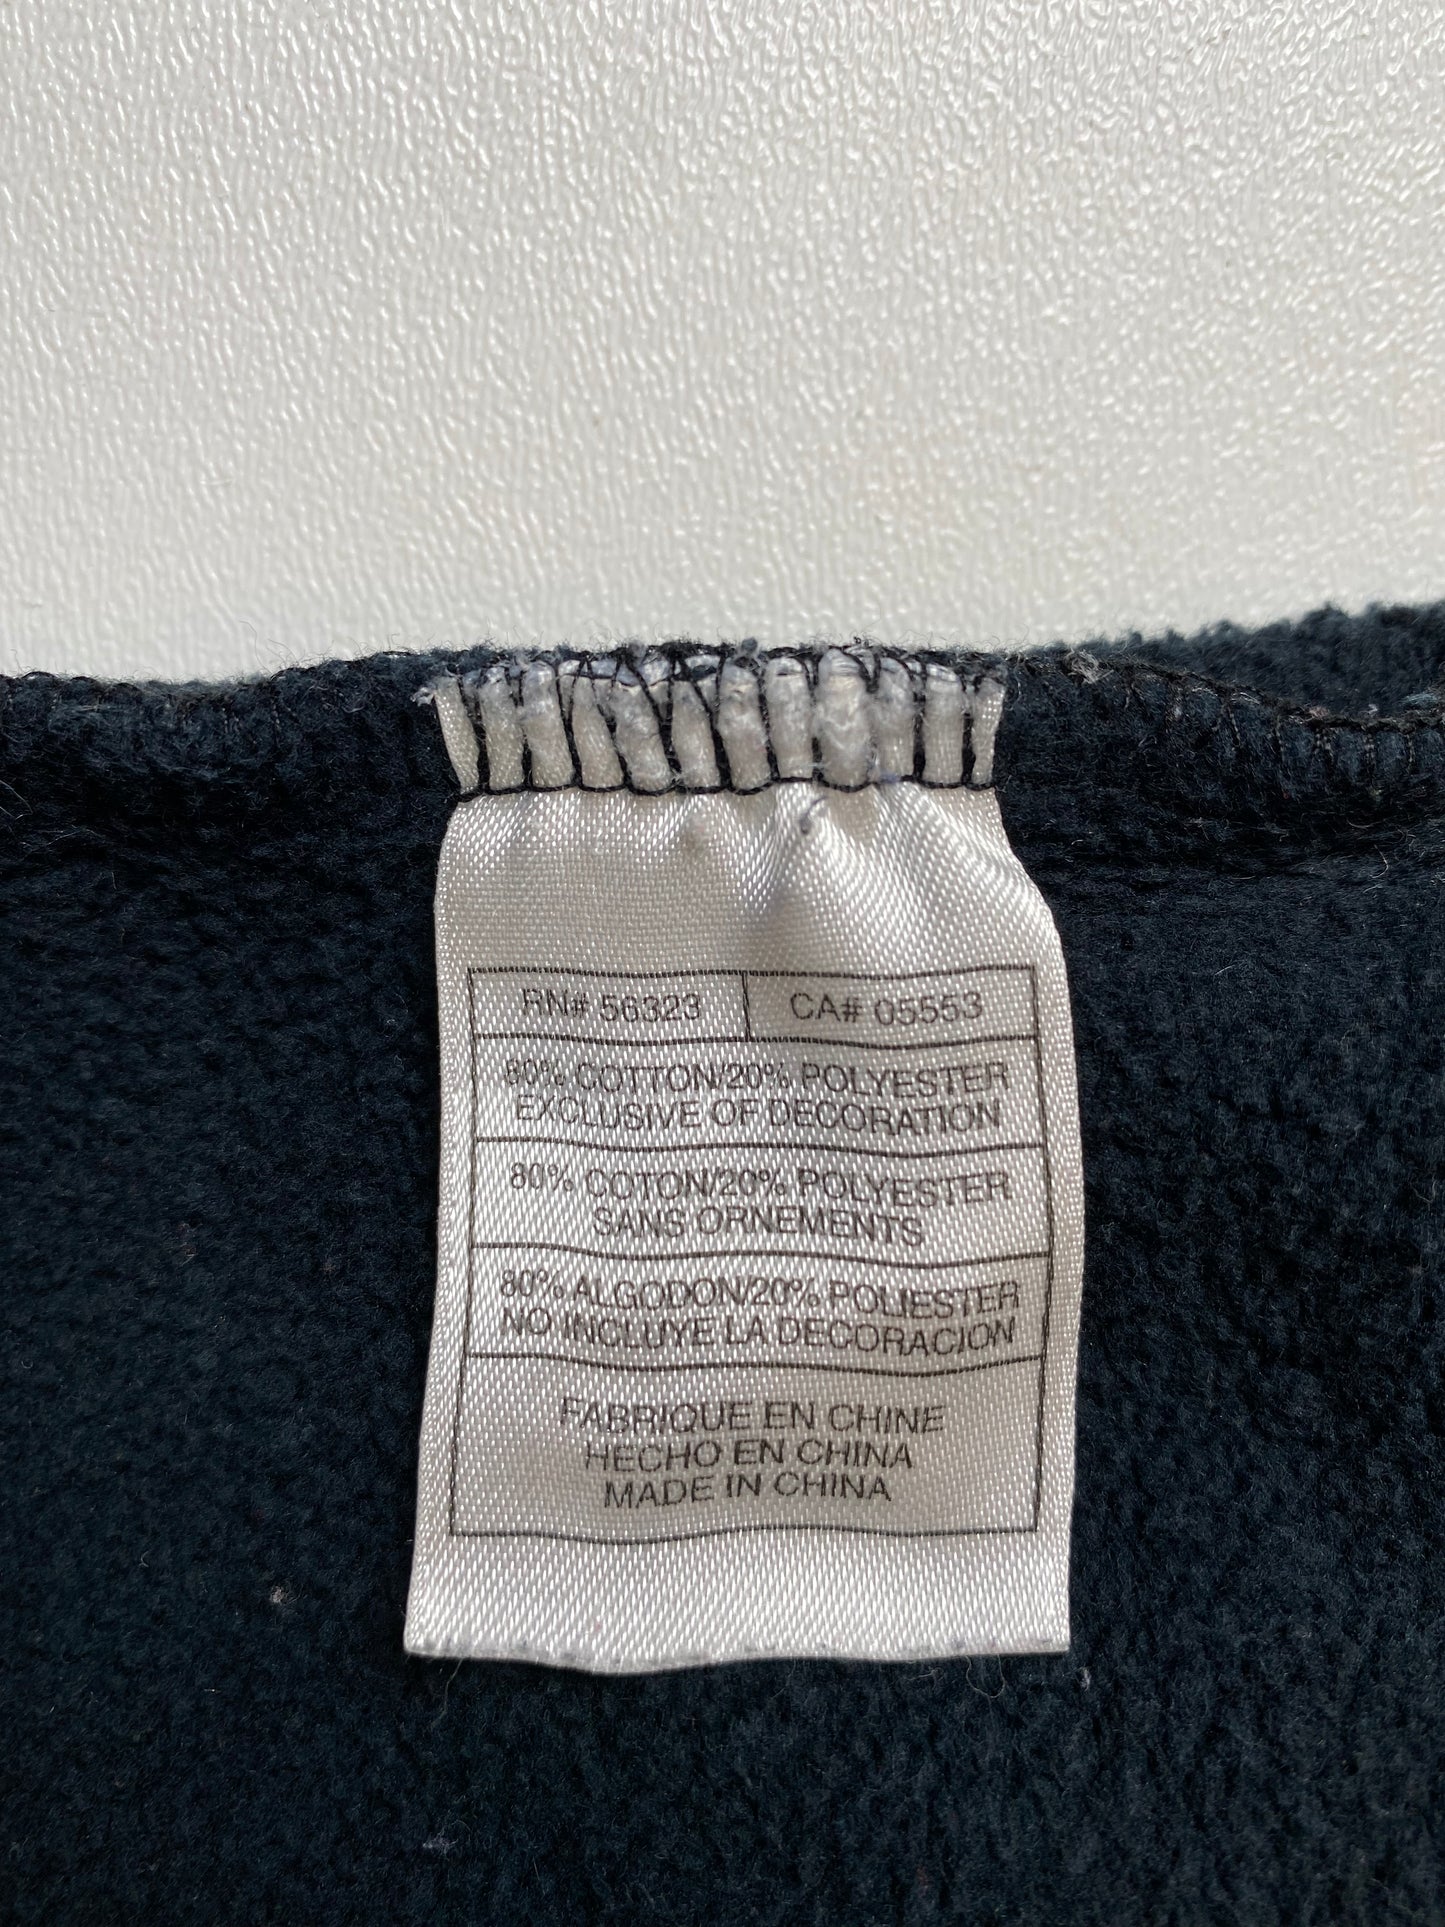 RN# 56323 CA# 05553
80% COTTON/20% POLYESTER
EXCLUSIVE OF DECORATION
80% COTON/20% POLYESTER
SANS ORNEMENTS
80% ALGODON/20% POLIESTER
NO INCLUYE LA DECORACION
FABRIQUE EN CHINE
HECHO EN CHINA
MADE IN CHINA